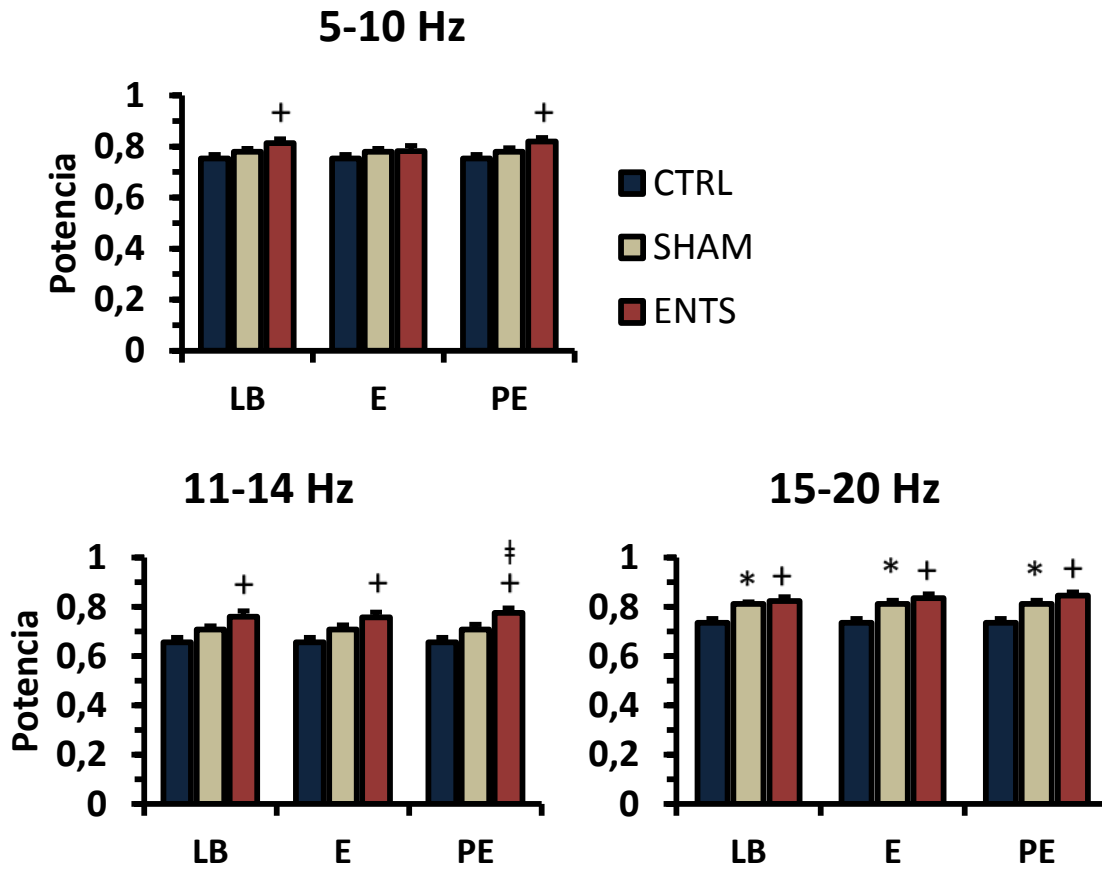 5-10 Hz
Potencia
1
0,8
0,6
0,4
0,2
0
+ +
LB E PE
CTRL
SHAM
ENTS
11-14 Hz
Potencia
1
0,8
0,6
0,4
0,2
0
‡
+ + +
LB E PE
15-20 Hz
1
0,8
0,6
0,4
0,2
0
* + * + * +
LB E PE